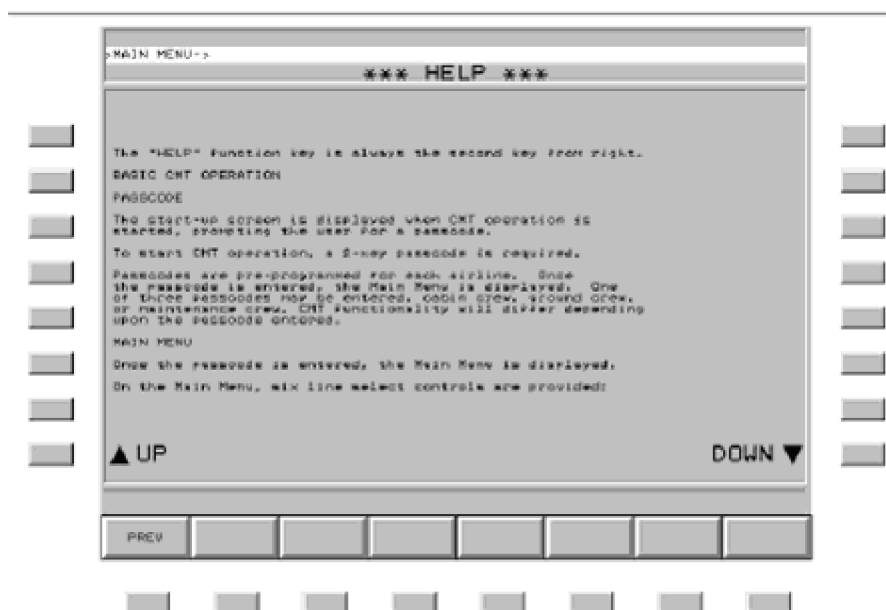 >MAIN MENU->
*** HELP ***
The "HELP" function key is always the second key from right.
BASIC CMT OPERATION
PASSCODE
The start-up screen is displayed when CMT operation is
started, prompting the user for a passcode.
To start CMT operation, a -key passcode is required.
Passcodes are pre-programmed for each airline. Once
the passcode is entered, the Main Menu is displayed. One
of three passcodes may be entered, cabin crew, ground crew,
or maintenance crew. CMT functionality will differ depending
upon the passcode entered.
MAIN MENU
Once the passcode is entered, the Main Menu is displayed.
On the Main Menu, six line select controls are provided:
▲ UP
DOWN ▼
PREV